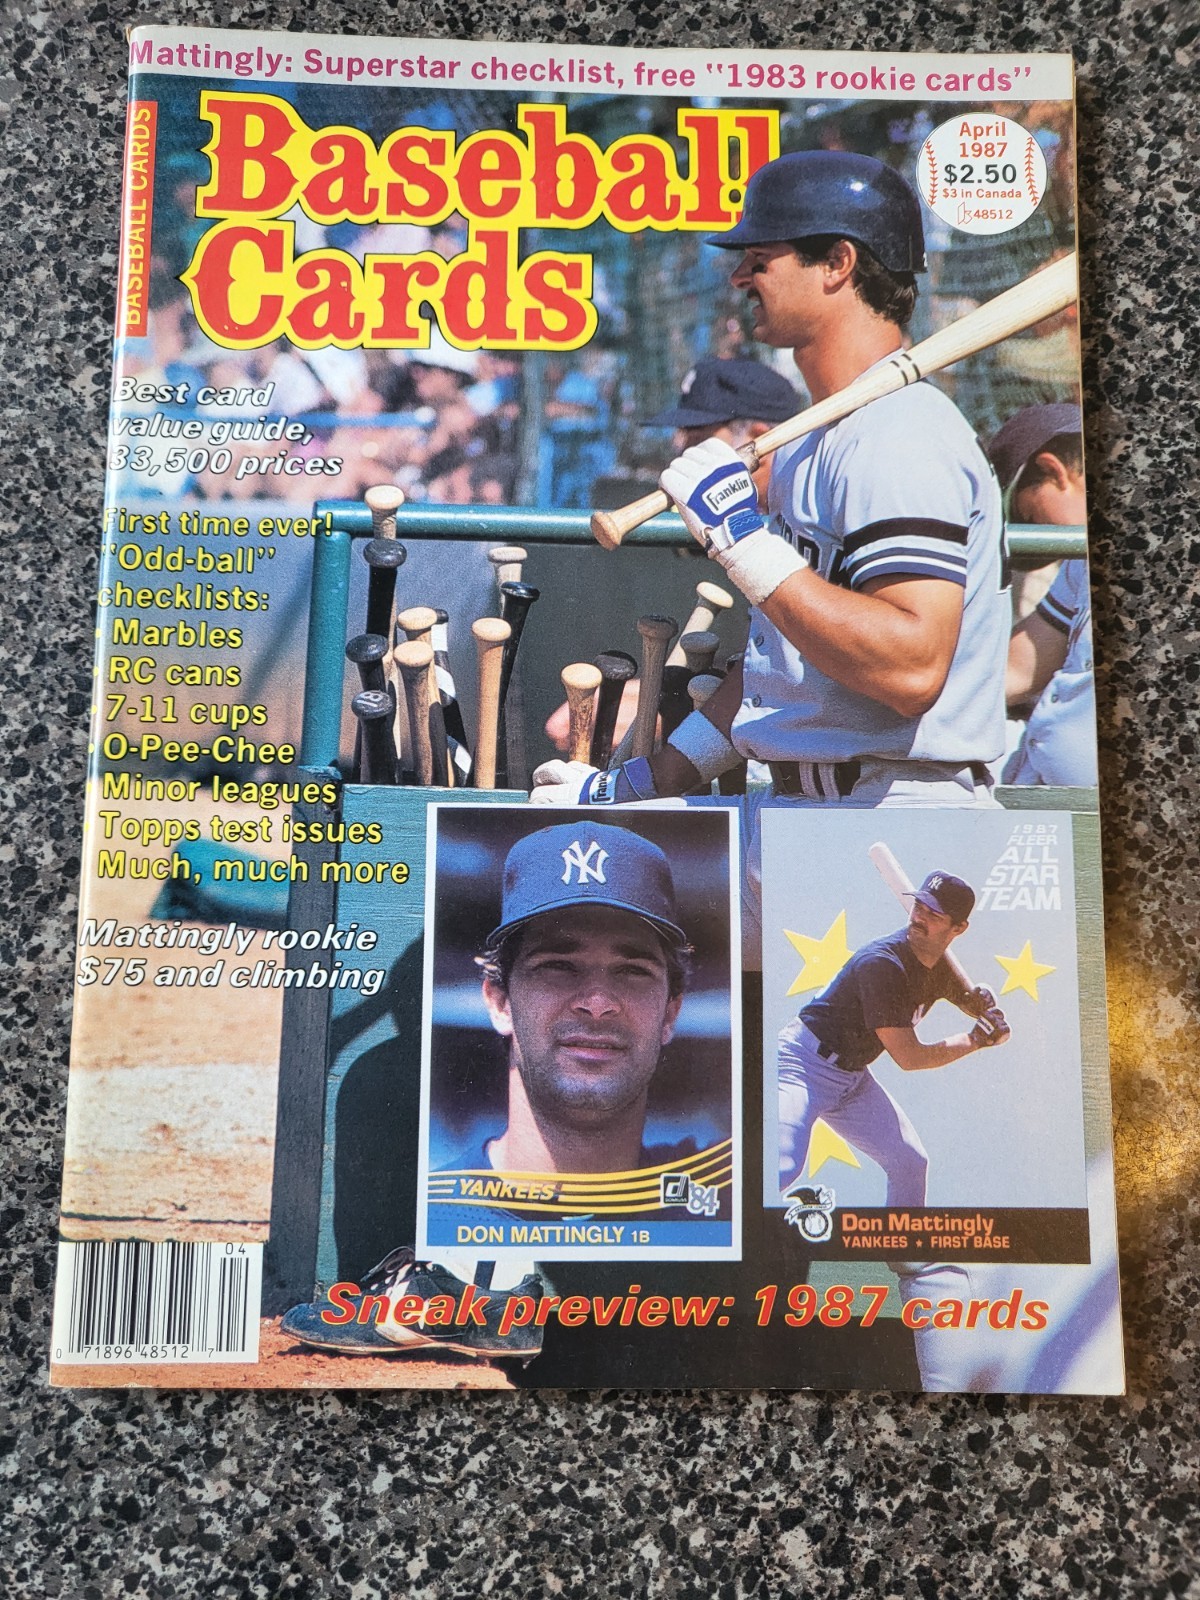 Mattingly: Superstar checklist, free "1983 rookie cards"
BASEBALL CARDS
Baseball
Cards
April
1987
$2.50
$3 in Canada
48512
Best card
value guide,
33,500 prices
First time ever!
"Odd-ball"
checklists:
• Marbles
• RC cans
• 7-11 cups
• O-Pee-Chee
• Minor leagues
• Topps test issues
Much, much more
Mattingly rookie
$75 and climbing
Franklin
Franklin
NY
YANKEES
DONRUSS '84
DON MATTINGLY 1B
1987
FLEER
ALL
STAR
TEAM
Don Mattingly
YANKEES ★ FIRST BASE
Sneak preview: 1987 cards
04
0 71896 48512 7